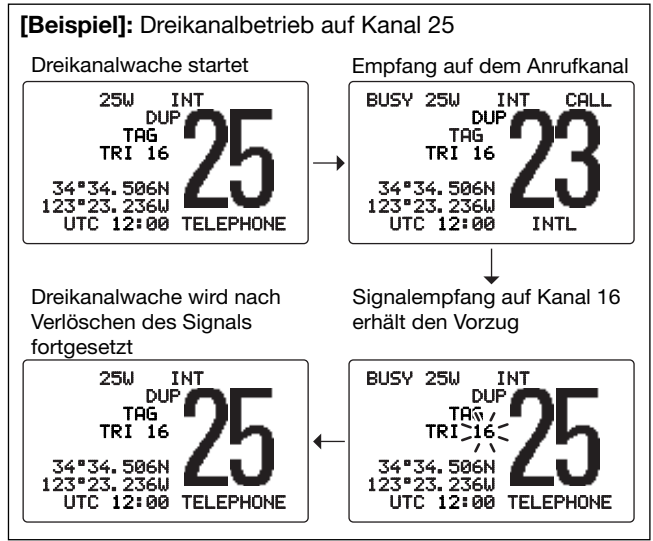 [Beispiel]: Dreikanalbetrieb auf Kanal 25
Dreikanalwache startet
25W INT
DUP
TAG
TRI 16
25
34°34.506N
123°23.236W
UTC 12:00 TELEPHONE
Empfang auf dem Anrufkanal
BUSY 25W INT CALL
DUP
TAG
TRI 16
23
34°34.506N
123°23.236W
UTC 12:00 INTL
Signalempfang auf Kanal 16
erhält den Vorzug
BUSY 25W INT
DUP
TAG
TRI 16
25
34°34.506N
123°23.236W
UTC 12:00 TELEPHONE
Dreikanalwache wird nach
Verlöschen des Signals
fortgesetzt
25W INT
DUP
TAG
TRI 16
25
34°34.506N
123°23.236W
UTC 12:00 TELEPHONE